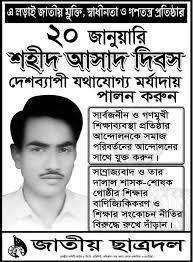 এ লড়াই জাতীয় মুক্তি, স্বাধীনতা ও গণতন্ত্র প্রতিষ্ঠার
২০ জানুয়ারি
শহীদ আসাদ দিবস
দেশব্যাপী যথাযোগ্য মর্যাদায়
পালন করুন
সার্বজনীন ও গণমুখী
শিক্ষাব্যবস্থা প্রতিষ্ঠার
আন্দোলনকে সমাজ
পরিবর্তনের আন্দোলনের
সাথে যুক্ত করুন।
সাম্রাজ্যবাদ ও তার
দালাল শাসক-শোষক
গোষ্ঠীর শিক্ষার
বাণিজ্যিকিকরণ ও
শিক্ষার সংকোচন নীতির
বিরুদ্ধে রুখে দাঁড়ান।
জাতীয় ছাত্রদল